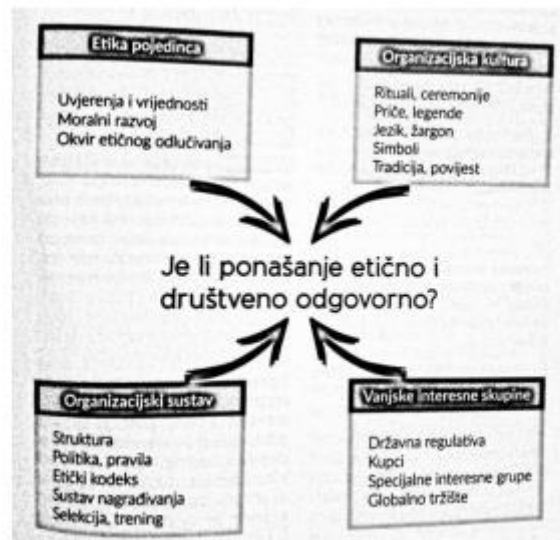 Etika pojedinca
Uvjerenja i vrijednosti
Moralni razvoj
Okvir etičnog odlučivanja
Organizacijska kultura
Rituali, ceremonije
Priče, legende
Jezik, žargon
Simboli
Tradicija, povijest
Je li ponašanje etično i
društveno odgovorno?
Organizacijski sustav
Struktura
Politika, pravila
Etički kodeks
Sustav nagrađivanja
Selekcija, trening
Vanjske interesne skupine
Državna regulativa
Kupci
Specijalne interesne grupe
Globalno tržište